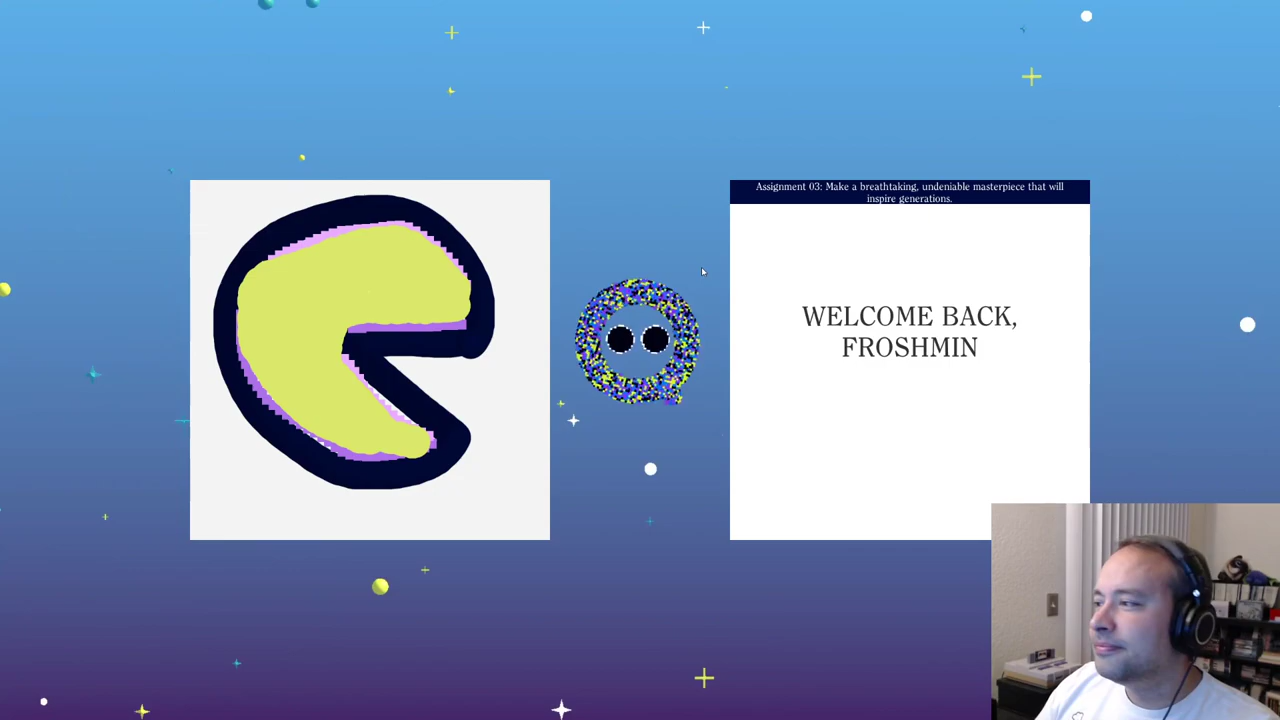 Assignment 03: Make a breathtaking, undeniable masterpiece that will
inspire generations.
WELCOME BACK,
FROSHMIN